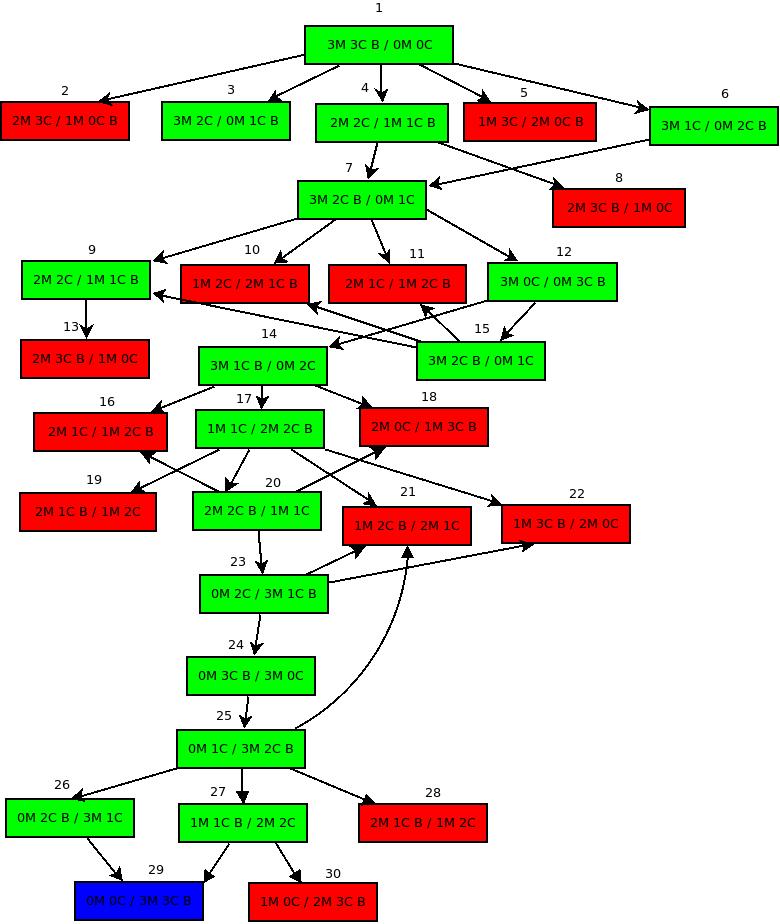 1
3M 3C B / 0M 0C
2
3
4
5
6
2M 3C / 1M 0C B
3M 2C / 0M 1C B
2M 2C / 1M 1C B
1M 3C / 2M 0C B
3M 1C / 0M 2C B
7
8
3M 2C B / 0M 1C
2M 3C B / 1M 0C
9
10
11
12
2M 2C / 1M 1C B
1M 2C / 2M 1C B
2M 1C / 1M 2C B
3M 0C / 0M 3C B
13
14
15
2M 3C B / 1M 0C
3M 1C B / 0M 2C
3M 2C B / 0M 1C
16
17
18
2M 1C / 1M 2C B
1M 1C / 2M 2C B
2M 0C / 1M 3C B
19
20
21
22
2M 1C B / 1M 2C
2M 2C B / 1M 1C
1M 2C B / 2M 1C
1M 3C B / 2M 0C
23
0M 2C / 3M 1C B
24
0M 3C B / 3M 0C
25
0M 1C / 3M 2C B
26
27
28
0M 2C B / 3M 1C
1M 1C B / 2M 2C
2M 1C B / 1M 2C
29
30
0M 0C / 3M 3C B
1M 0C / 2M 3C B